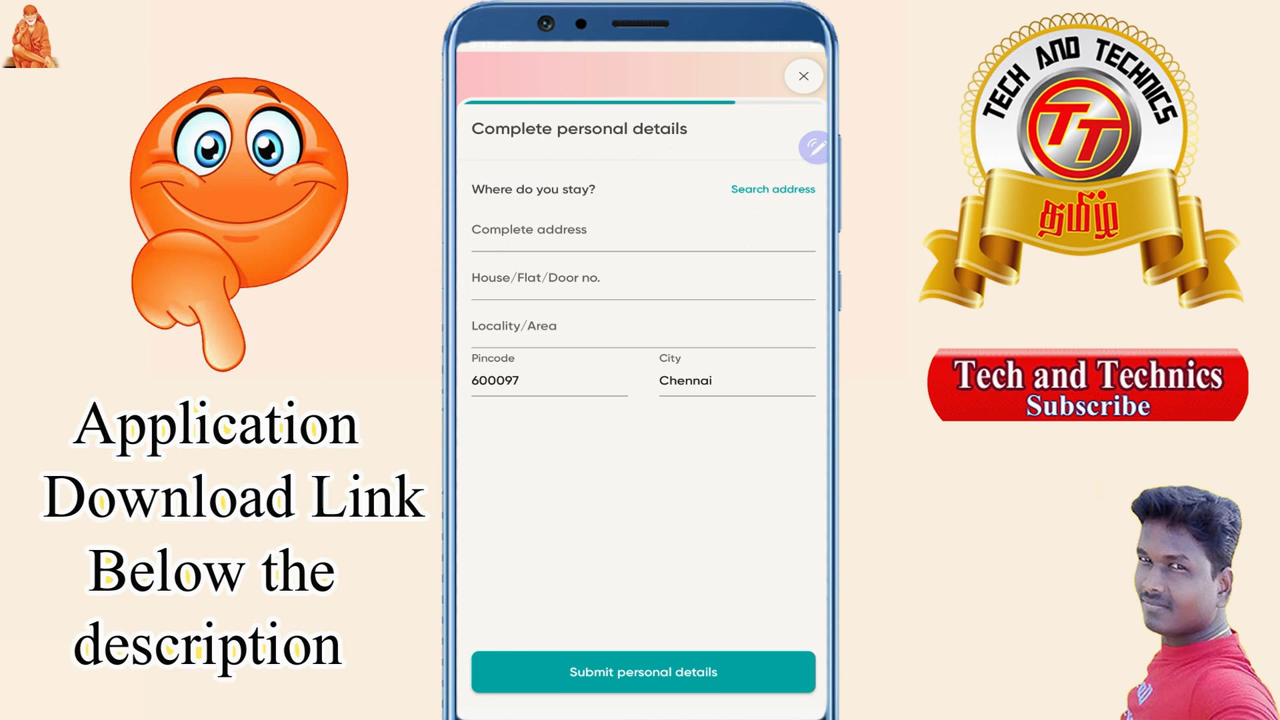 Application
Download Link
Below the
description
Complete personal details
Where do you stay?
Search address
Complete address
House/Flat/Door no.
Locality/Area
Pincode
City
600097
Chennai
Submit personal details
TECH AND TECHNICS
TT
தமிழ்
Tech and Technics
Subscribe